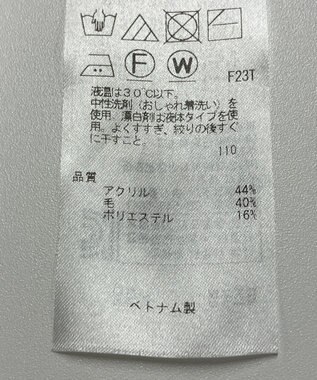 F
W
F23T
液温は30℃以下。
中性洗剤(おしゃれ着洗い)を
使用。漂白剤は液体タイプを使
用。よくすすぎ、絞りの後すぐ
に干すこと。
110
品質
アクリル 44%
毛 40%
ポリエステル 16%
ベトナム製